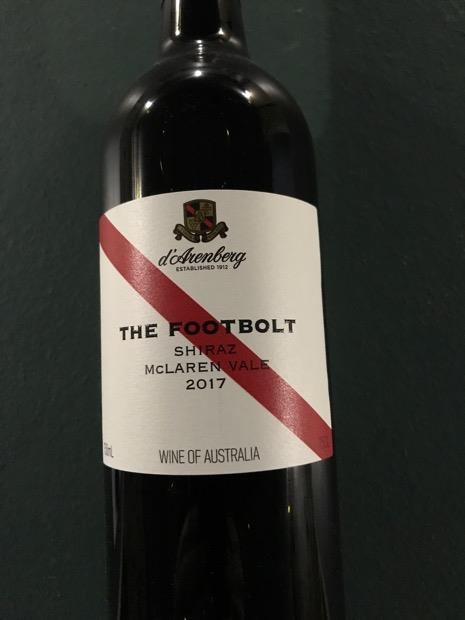 d'Arenberg
ESTABLISHED 1912
THE FOOTBOLT
SHIRAZ
McLAREN VALE
2017
WINE OF AUSTRALIA